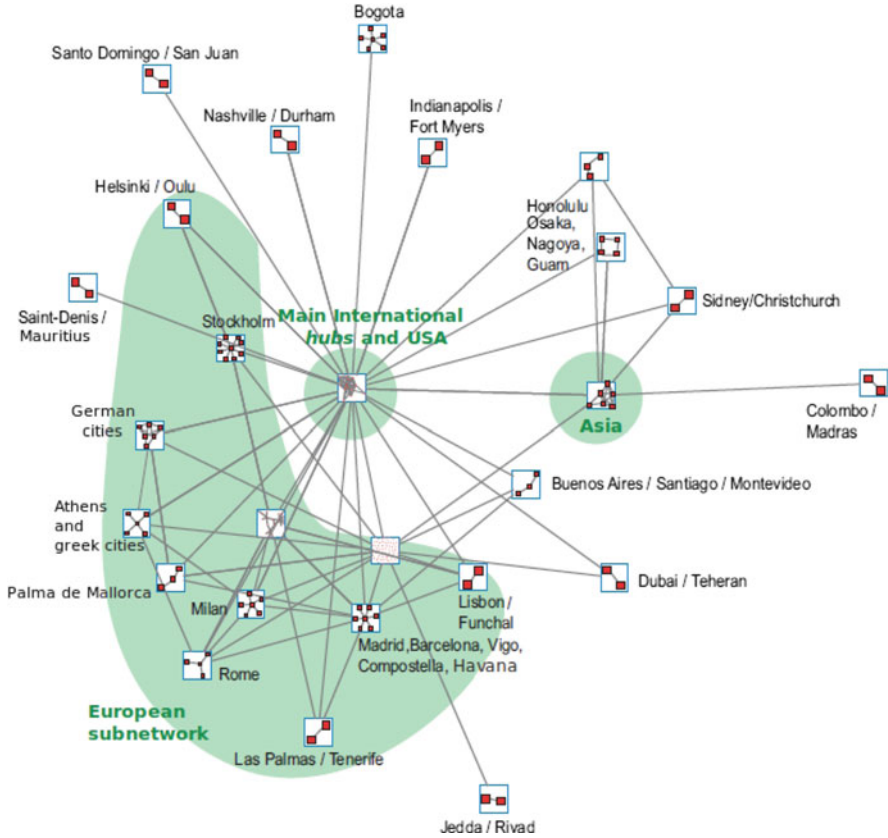 Bogota
Santo Domingo / San Juan
Nashville / Durham
Indianapolis /
Fort Myers
Helsinki / Oulu
Honolulu
Osaka,
Nagoya,
Guam
Saint-Denis /
Mauritius
Stockholm
Main International
hubs and USA
Sidney/Christchurch
German
cities
Asia
Colombo /
Madras
Buenos Aires / Santiago / Montevideo
Athens
and
greek cities
Palma de Mallorca
Milan
Lisbon /
Funchal
Dubai / Teheran
Madrid,Barcelona, Vigo,
Compostella, Havana
Rome
European
subnetwork
Las Palmas / Tenerife
Jedda / Riyad